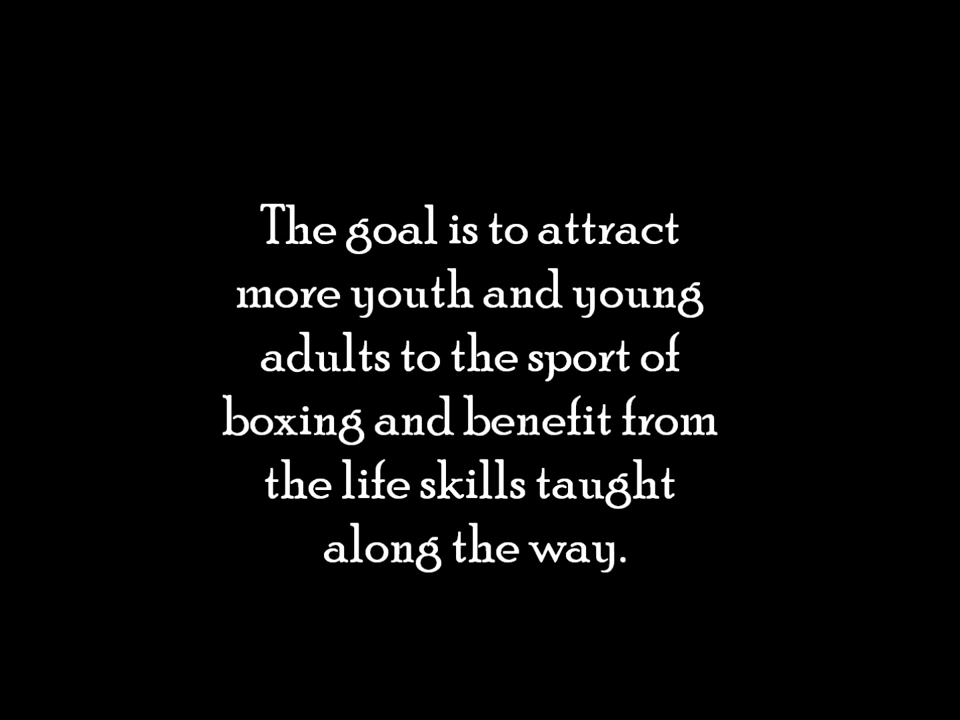 The goal is to attract
more youth and young
adults to the sport of
boxing and benefit from
the life skills taught
along the way.